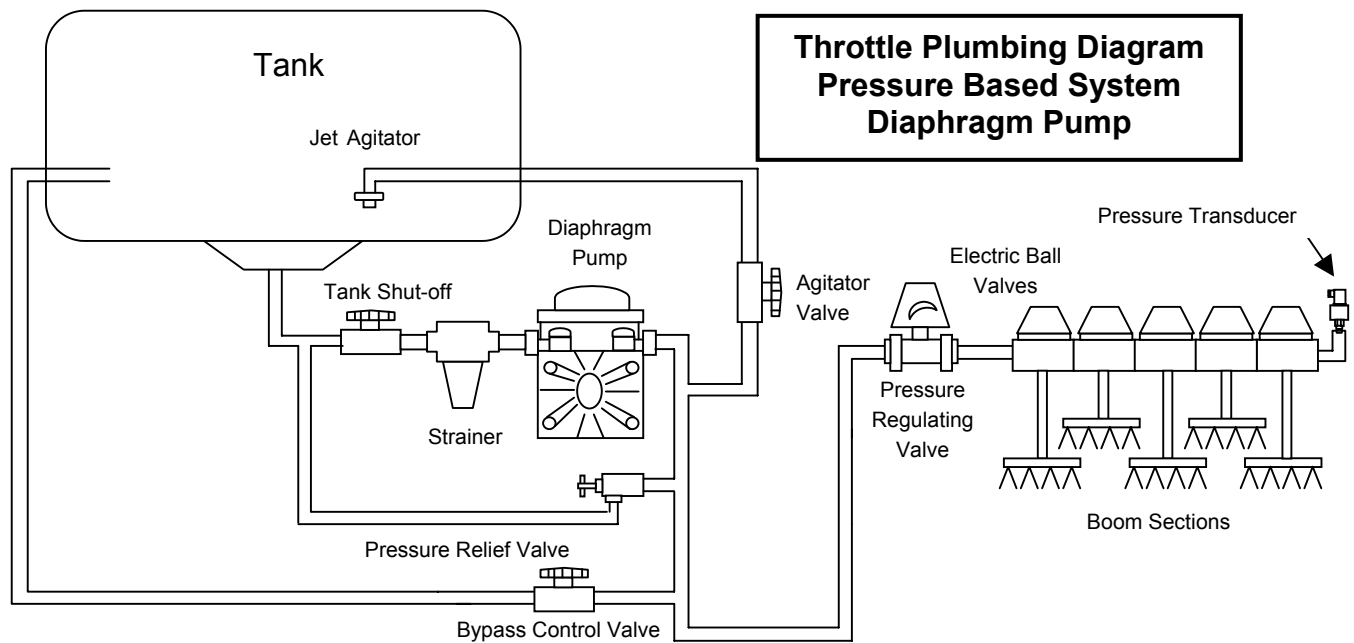 Throttle Plumbing Diagram
Pressure Based System
Diaphragm Pump
Tank
Jet Agitator
Diaphragm
Pump
Tank Shut-off
Strainer
Agitator
Valve
Electric Ball
Valves
Pressure Transducer
Pressure
Regulating
Valve
Boom Sections
Pressure Relief Valve
Bypass Control Valve